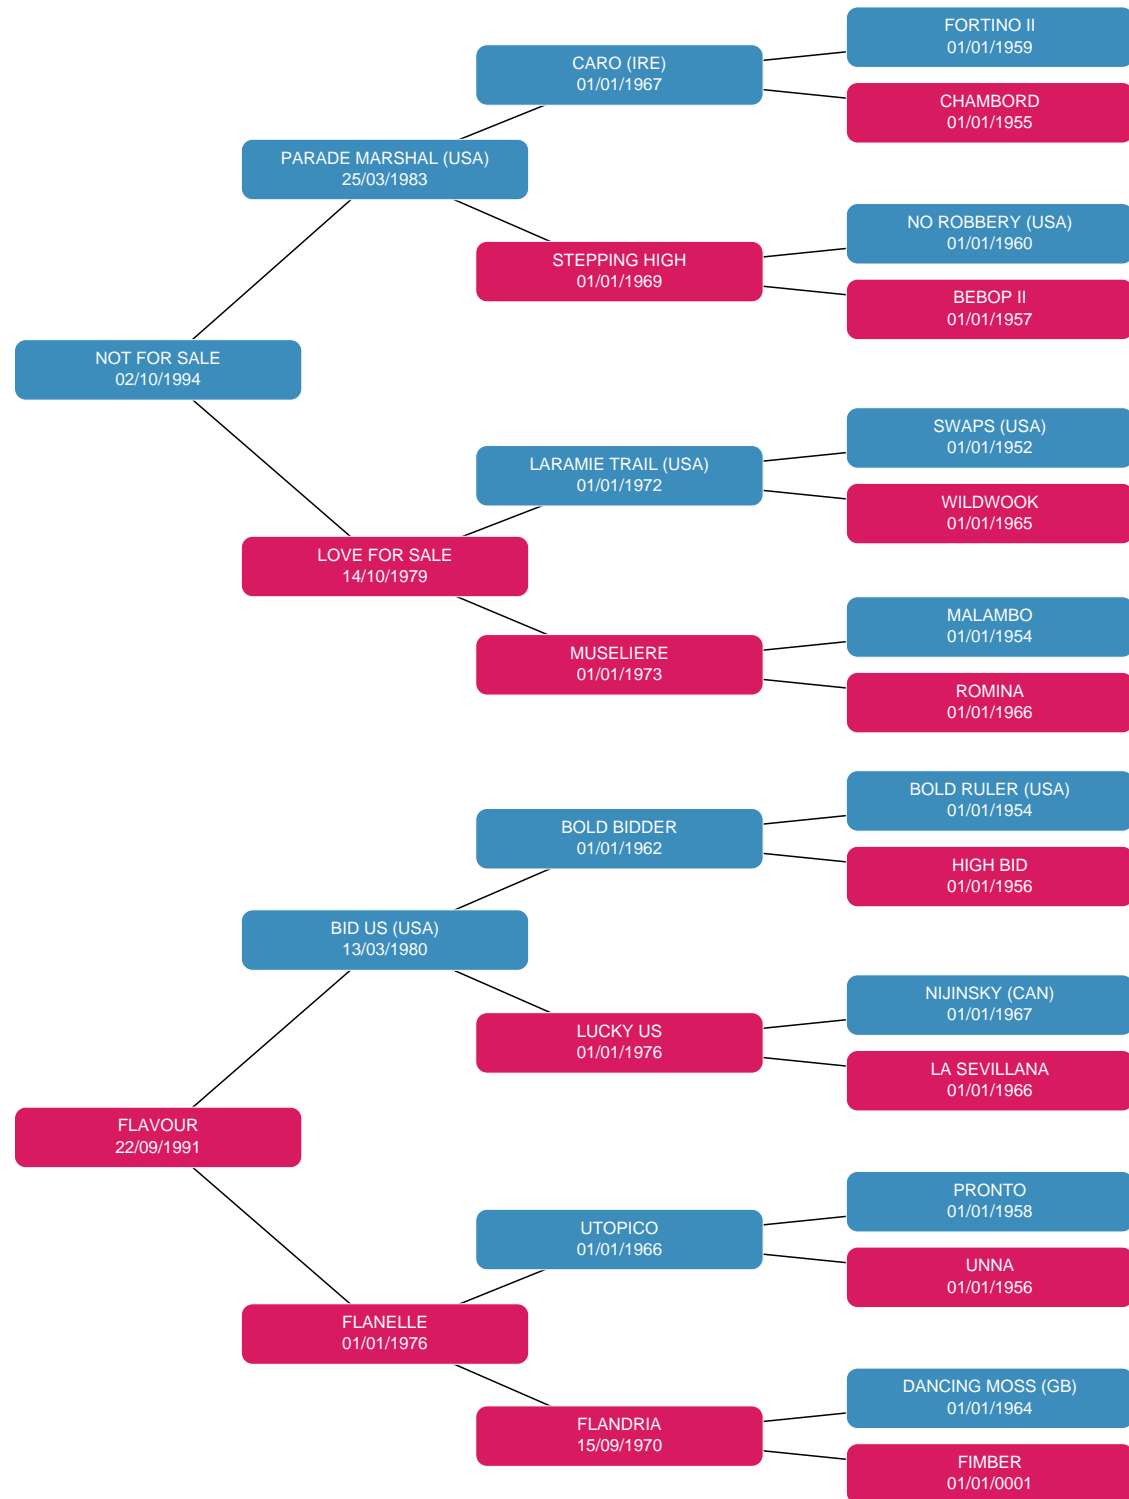 FORTINO II
01/01/1959
CARO (IRE)
01/01/1967
CHAMBORD
01/01/1955
PARADE MARSHAL (USA)
25/03/1983
NO ROBBERY (USA)
01/01/1960
STEPPING HIGH
01/01/1969
BEBOP II
01/01/1957
NOT FOR SALE
02/10/1994
SWAPS (USA)
01/01/1952
LARAMIE TRAIL (USA)
01/01/1972
WILDWOOK
01/01/1965
LOVE FOR SALE
14/10/1979
MALAMBO
01/01/1954
MUSELIERE
01/01/1973
ROMINA
01/01/1966
BOLD RULER (USA)
01/01/1954
BOLD BIDDER
01/01/1962
HIGH BID
01/01/1956
BID US (USA)
13/03/1980
NIJINSKY (CAN)
01/01/1967
LUCKY US
01/01/1976
LA SEVILLANA
01/01/1966
FLAVOUR
22/09/1991
PRONTO
01/01/1958
UTOPICO
01/01/1966
UNNA
01/01/1956
FLANELLE
01/01/1976
DANCING MOSS (GB)
01/01/1964
FLANDRIA
15/09/1970
FIMBER
01/01/0001